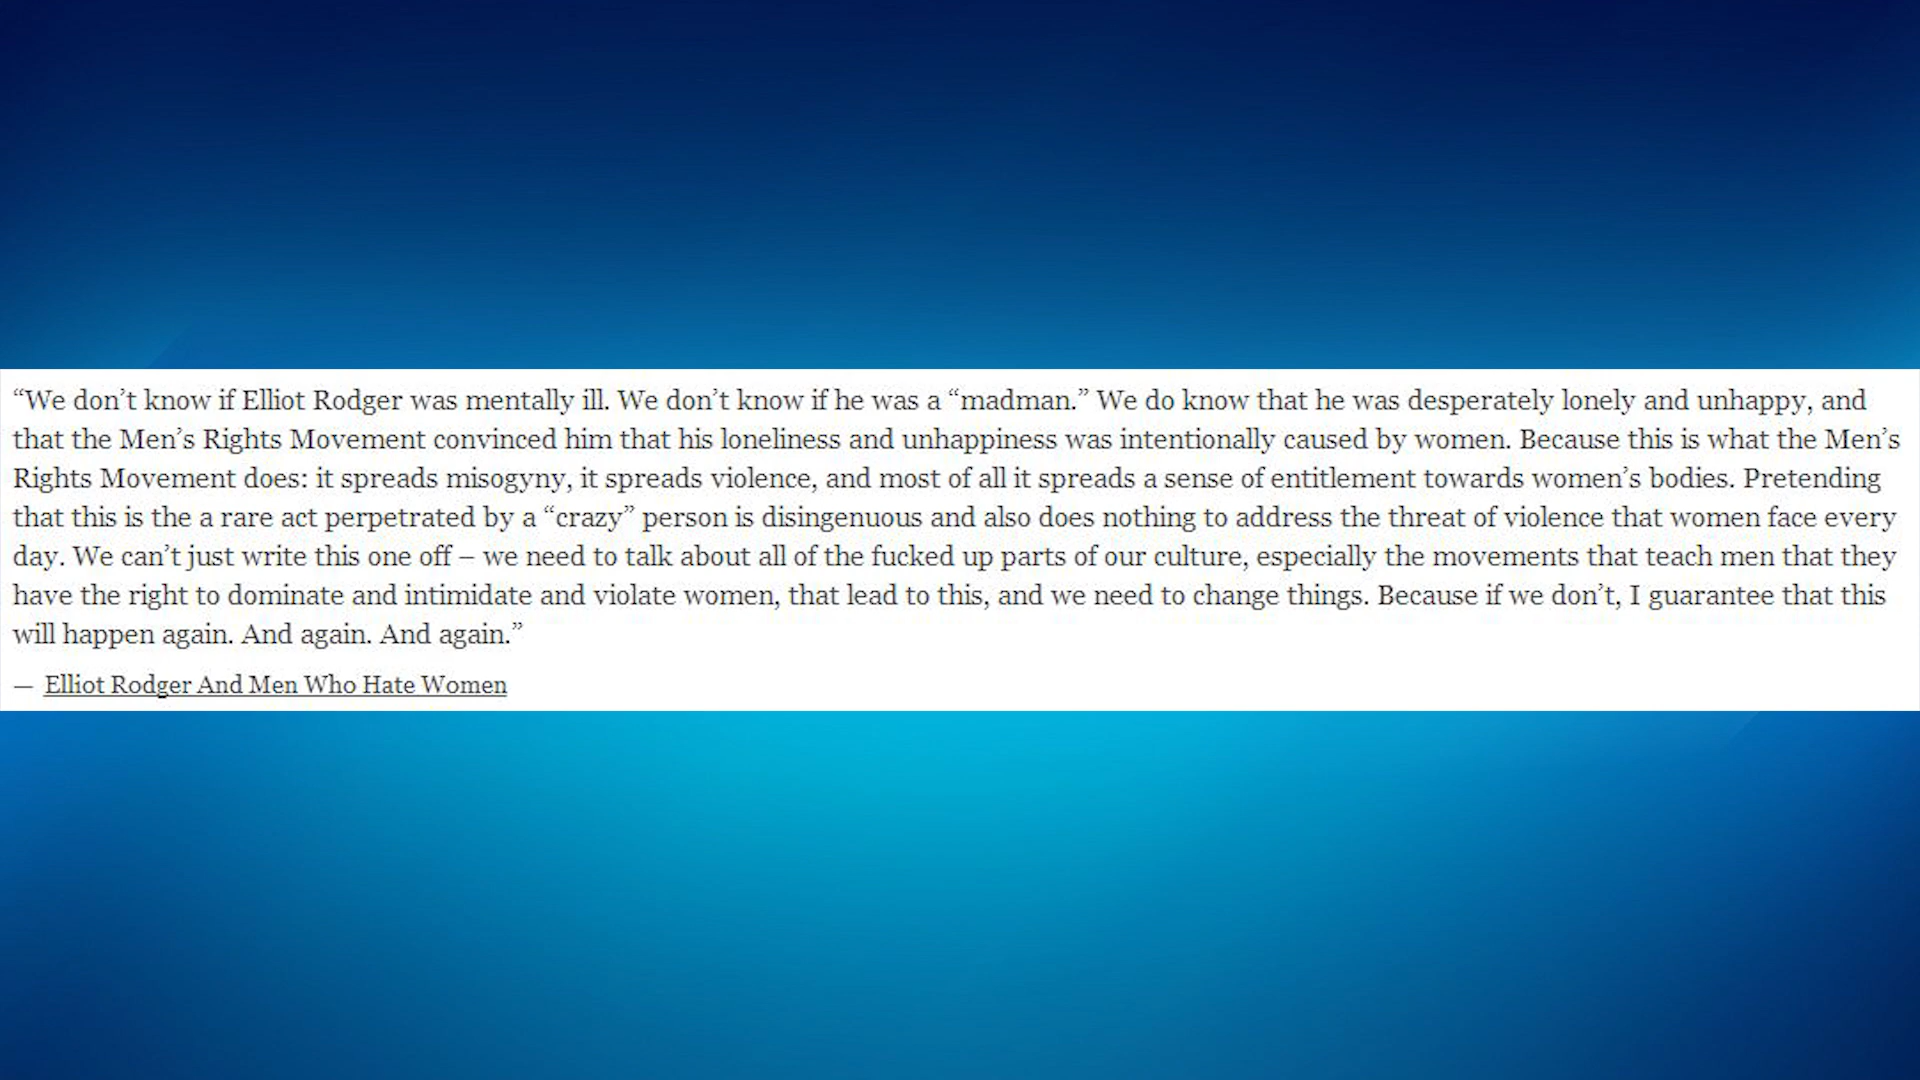 “We don’t know if Elliot Rodger was mentally ill. We don’t know if he was a “madman.” We do know that he was desperately lonely and unhappy, and
that the Men’s Rights Movement convinced him that his loneliness and unhappiness was intentionally caused by women. Because this is what the Men’s
Rights Movement does: it spreads misogyny, it spreads violence, and most of all it spreads a sense of entitlement towards women’s bodies. Pretending
that this is the a rare act perpetrated by a “crazy” person is disingenuous and also does nothing to address the threat of violence that women face every
day. We can’t just write this one off – we need to talk about all of the fucked up parts of our culture, especially the movements that teach men that they
have the right to dominate and intimidate and violate women, that lead to this, and we need to change things. Because if we don’t, I guarantee that this
will happen again. And again. And again.”
— Elliot Rodger And Men Who Hate Women